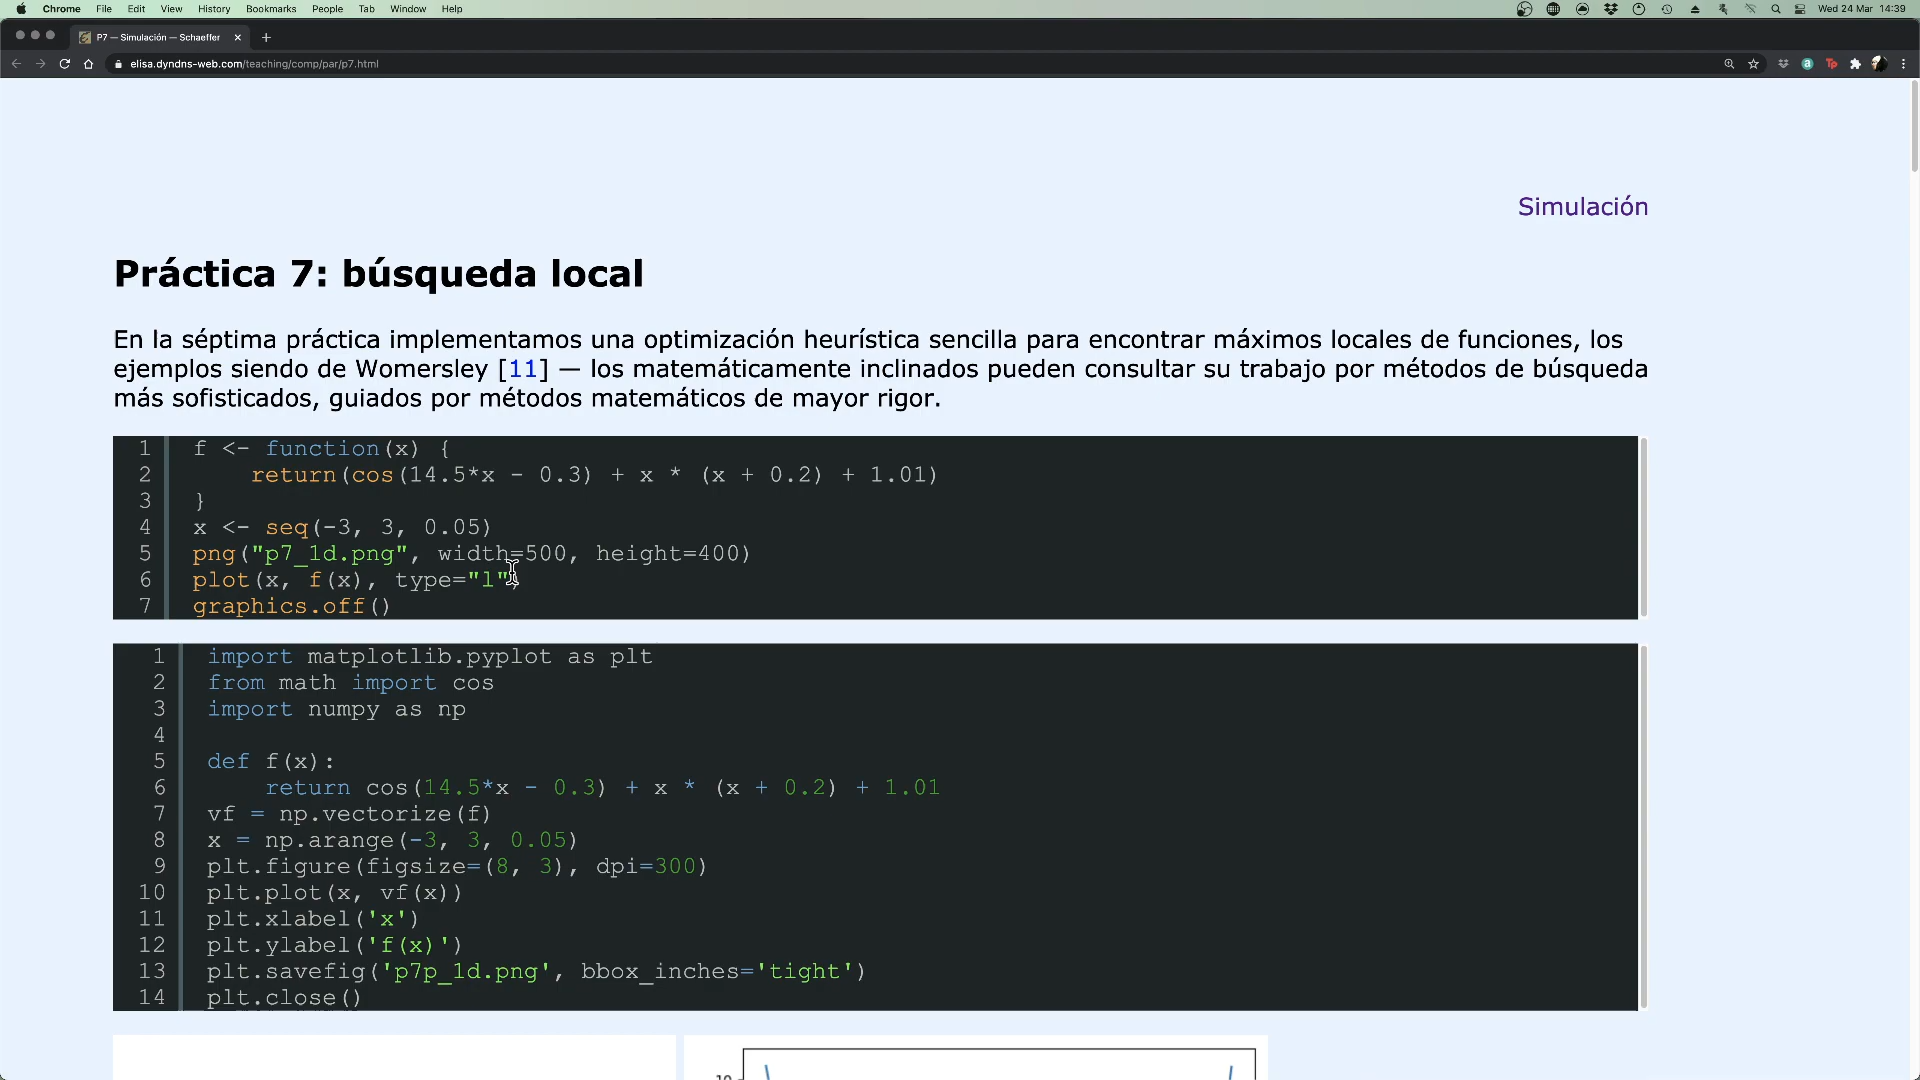 Chrome File Edit View History Bookmarks People Tab Window Help Wed 24 Mar 14:39
P7 — Simulación — Schaeffer
elisa.dyndns-web.com/teaching/comp/par/p7.html
Simulación
Práctica 7: búsqueda local
En la séptima práctica implementamos una optimización heurística sencilla para encontrar máximos locales de funciones, los
ejemplos siendo de Womersley [11] — los matemáticamente inclinados pueden consultar su trabajo por métodos de búsqueda
más sofisticados, guiados por métodos matemáticos de mayor rigor.
1 f <- function(x) {
2     return(cos(14.5*x - 0.3) + x * (x + 0.2) + 1.01)
3 }
4 x <- seq(-3, 3, 0.05)
5 png("p7_1d.png", width=500, height=400)
6 plot(x, f(x), type="l")
7 graphics.off()
1 import matplotlib.pyplot as plt
2 from math import cos
3 import numpy as np
4
5 def f(x):
6     return cos(14.5*x - 0.3) + x * (x + 0.2) + 1.01
7 vf = np.vectorize(f)
8 x = np.arange(-3, 3, 0.05)
9 plt.figure(figsize=(8, 3), dpi=300)
10 plt.plot(x, vf(x))
11 plt.xlabel('x')
12 plt.ylabel('f(x)')
13 plt.savefig('p7p_1d.png', bbox_inches='tight')
14 plt.close()